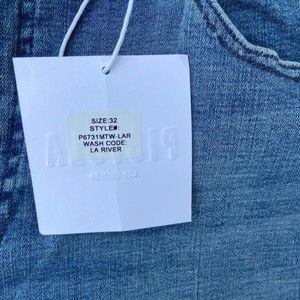 SIZE:32
STYLE#:
P6731MTW-LAR
WASH CODE:
LA RIVER